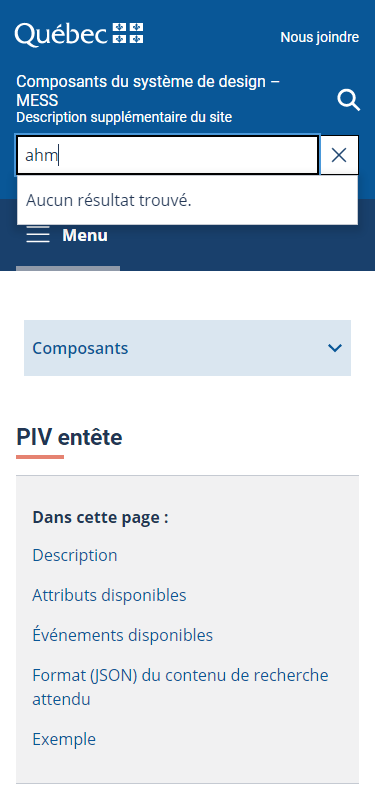 Québec
Nous joindre
Composants du système de design –
MESS
Description supplémentaire du site
ahm
Aucun résultat trouvé.
Menu
Composants
PIV entête
Dans cette page :
Description
Attributs disponibles
Événements disponibles
Format (JSON) du contenu de recherche
attendu
Exemple